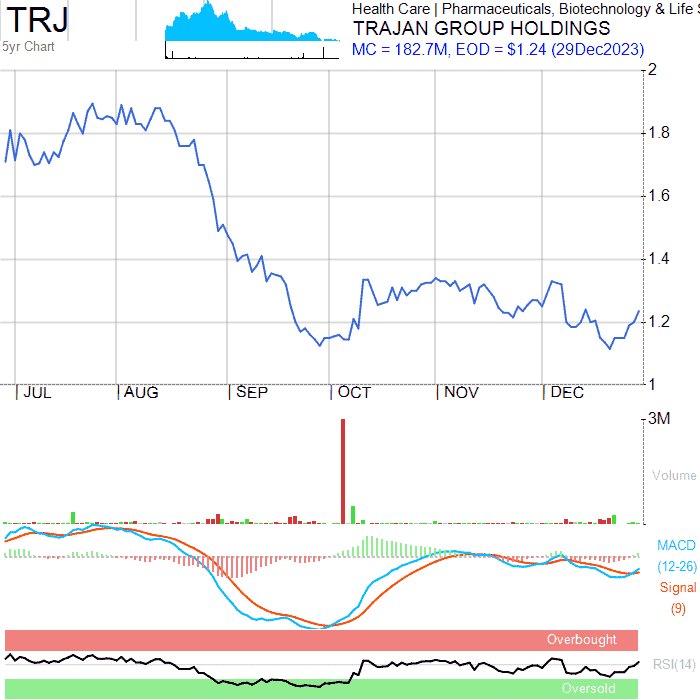 TRJ
5yr Chart
Health Care | Pharmaceuticals, Biotechnology & Life S
TRAJAN GROUP HOLDINGS
MC = 182.7M, EOD = $1.24 (29Dec2023)
2
1.8
1.6
1.4
1.2
1
JUL AUG SEP OCT NOV DEC
3M
Volume
MACD
(12-26)
Signal
(9)
Overbought
RSI(14)
Oversold